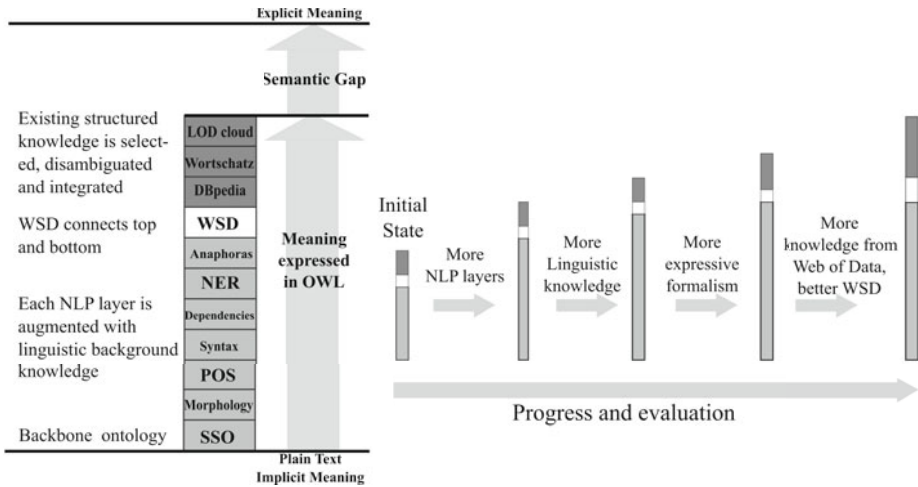 Explicit Meaning
Semantic Gap
Existing structured
knowledge is select-
ed, disambiguated
and integrated
WSD connects top
and bottom
Each NLP layer is
augmented with
linguistic background
knowledge
Backbone ontology
LOD cloud
Wortschatz
DBpedia
WSD
Anaphoras
NER
Dependencies
Syntax
POS
Morphology
SSO
Meaning
expressed
in OWL
Plain Text
Implicit Meaning
Initial
State
More
NLP layers
More
Linguistic
knowledge
More
expressive
formalism
More
knowledge from
Web of Data,
better WSD
Progress and evaluation